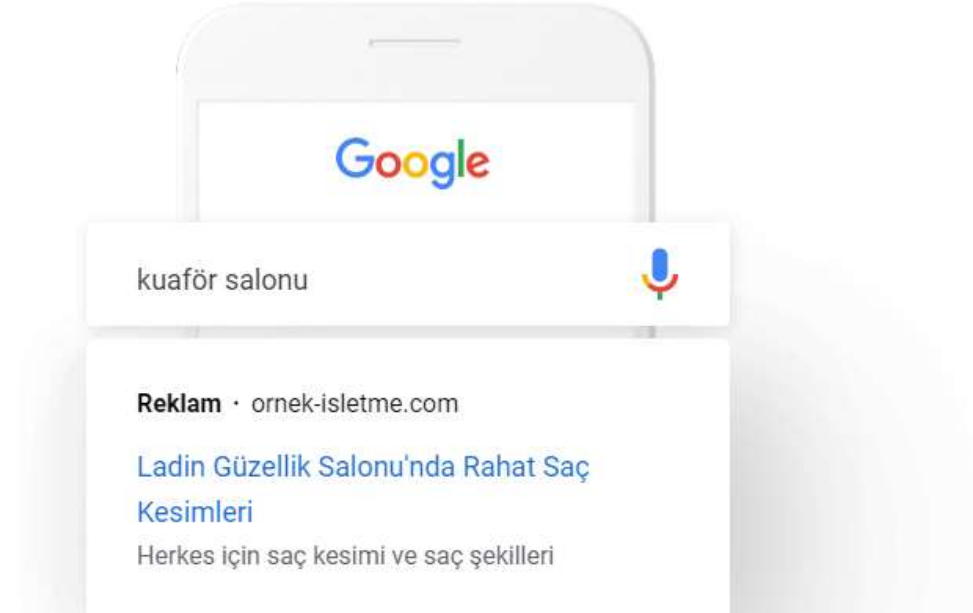 Google
kuaför salonu
Reklam · ornek-isletme.com
Ladin Güzellik Salonu'nda Rahat Saç
Kesimleri
Herkes için saç kesimi ve saç şekilleri